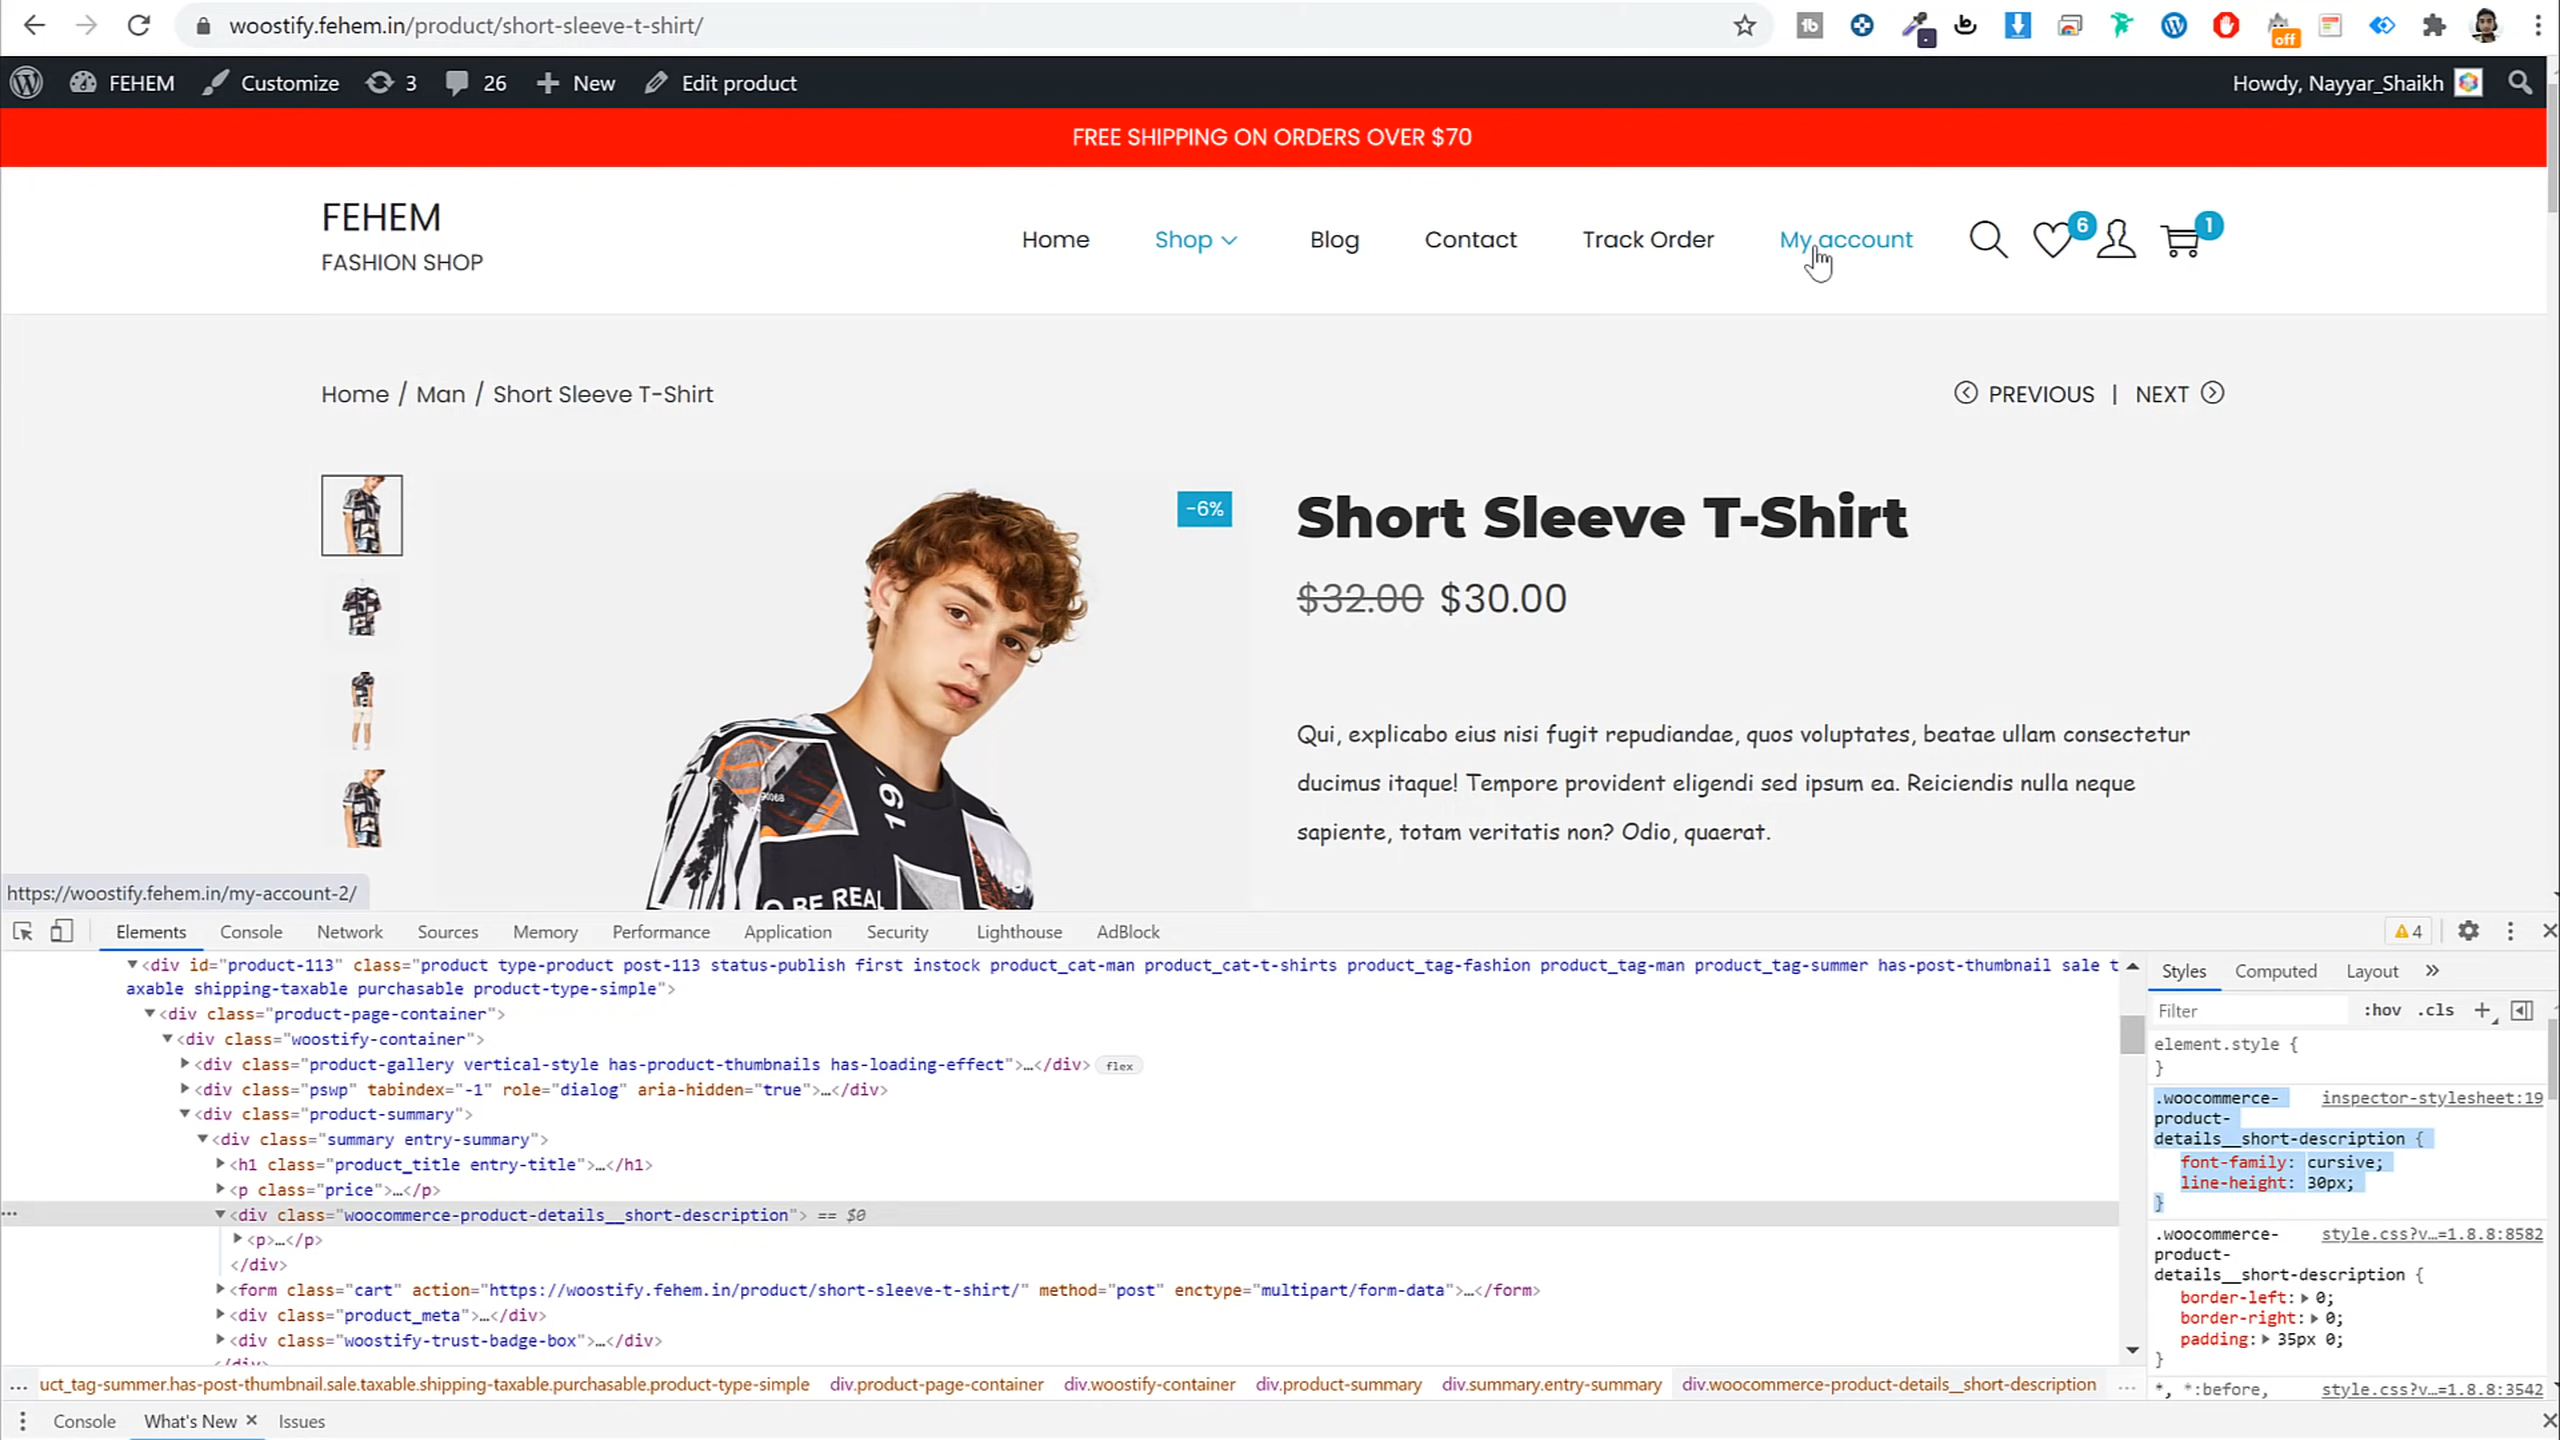 woostify.fehem.in/product/short-sleeve-t-shirt/
off
FEHEM Customize 3 26 New Edit product Howdy, Nayyar_Shaikh
FREE SHIPPING ON ORDERS OVER $70
FEHEM
FASHION SHOP
Home Shop Blog Contact Track Order My account 6 1
Home / Man / Short Sleeve T-Shirt PREVIOUS | NEXT
-6%
Short Sleeve T-Shirt
$32.00 $30.00
Qui, explicabo eius nisi fugit repudiandae, quos voluptates, beatae ullam consectetur
ducimus itaque! Tempore provident eligendi sed ipsum ea. Reiciendis nulla neque
sapiente, totam veritatis non? Odio, quaerat.
19
O BE REAL
https://woostify.fehem.in/my-account-2/
Elements Console Network Sources Memory Performance Application Security Lighthouse AdBlock 4
<div id="product-113" class="product type-product post-113 status-publish first instock product_cat-man product_cat-t-shirts product_tag-fashion product_tag-man product_tag-summer has-post-thumbnail sale t
axable shipping-taxable purchasable product-type-simple">
<div class="product-page-container">
<div class="woostify-container">
<div class="product-gallery vertical-style has-product-thumbnails has-loading-effect">…</div> flex
<div class="pswp" tabindex="-1" role="dialog" aria-hidden="true">…</div>
<div class="product-summary">
<div class="summary entry-summary">
<h1 class="product_title entry-title">…</h1>
<p class="price">…</p>
… <div class="woocommerce-product-details__short-description"> == $0
<p>…</p>
</div>
<form class="cart" action="https://woostify.fehem.in/product/short-sleeve-t-shirt/" method="post" enctype="multipart/form-data">…</form>
<div class="product_meta">…</div>
<div class="woostify-trust-badge-box">…</div>
</div>
… uct_tag-summer.has-post-thumbnail.sale.taxable.shipping-taxable.purchasable.product-type-simple div.product-page-container div.woostify-container div.product-summary div.summary.entry-summary div.woocommerce-product-details__short-description …
Styles Computed Layout »
Filter :hov .cls +
element.style {
}
.woocommerce- inspector-stylesheet:19
product-
details__short-description {
font-family: cursive;
line-height: 30px;
}
.woocommerce- style.css?v…=1.8.8:8582
product-
details__short-description {
border-left: 0;
border-right: 0;
padding: 35px 0;
}
*, *:before, style.css?v…=1.8.8:3542
Console What's New Issues